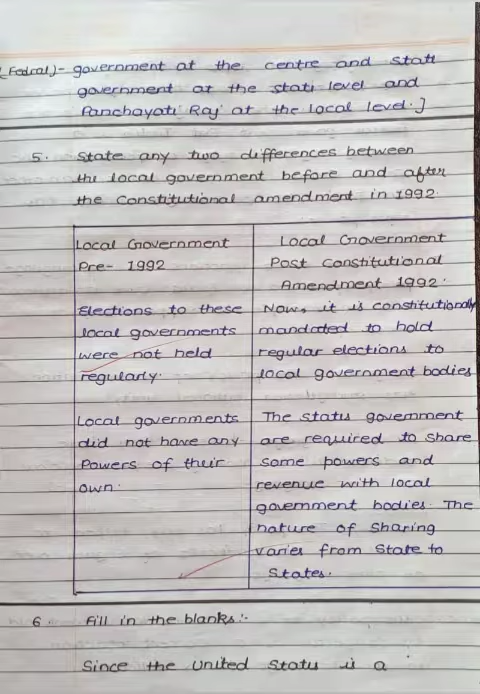 (Fedral)- government at the centre and stati
government at the stati level and
Panchayati Raj at the local level.]
5. State any two differences between
the local government before and after
the Constitutional amendment in 1992.
Local Government
Pre- 1992
Elections to these
local governments
were not held
regularly.
Local governments
did not have any
Powers of their
own.
Local Government
Post Constitutional
Amendment 1992.
Now, it is constitutionally
mandated to hold
regular elections to
local government bodies
The status government
are required to share
some powers and
revenue with local
government bodies. The
nature of Sharing
varies from State to
States.
6. Fill in the blanks:-
Since the United Status is a